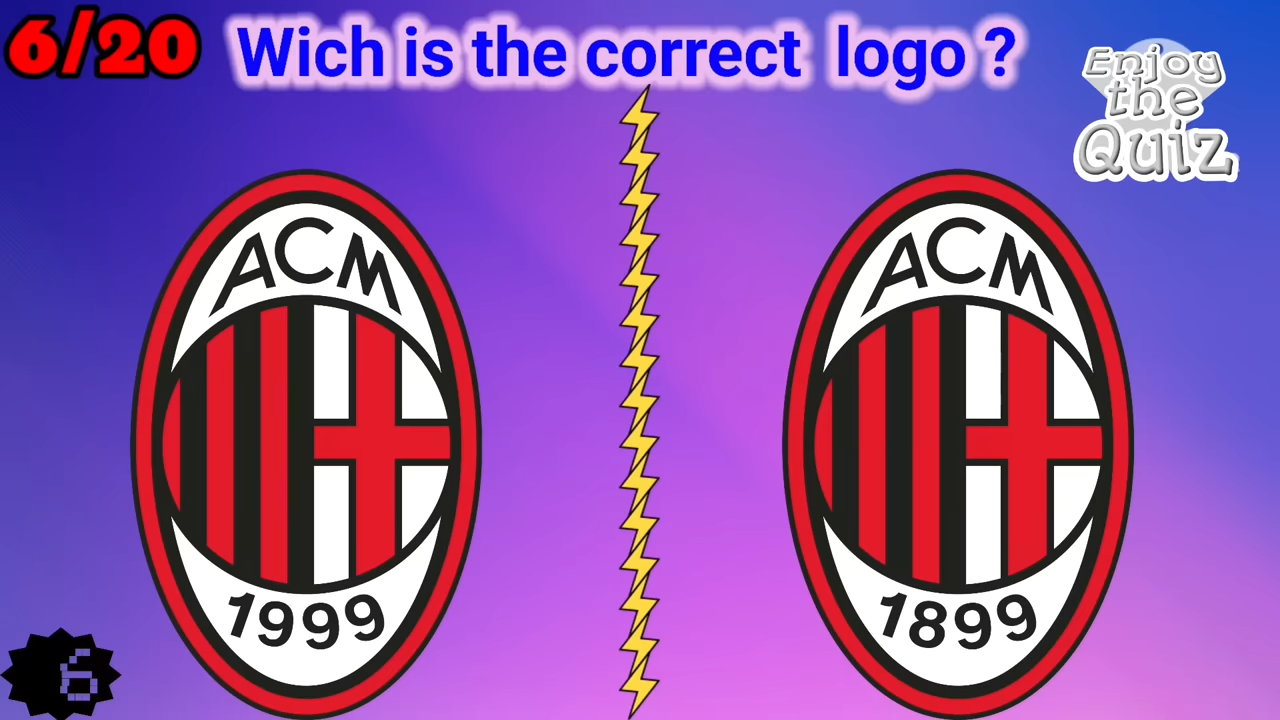 6/20
Wich is the correct logo ?
Enjoy
the
Quiz
ACM
1999
ACM
1899
6